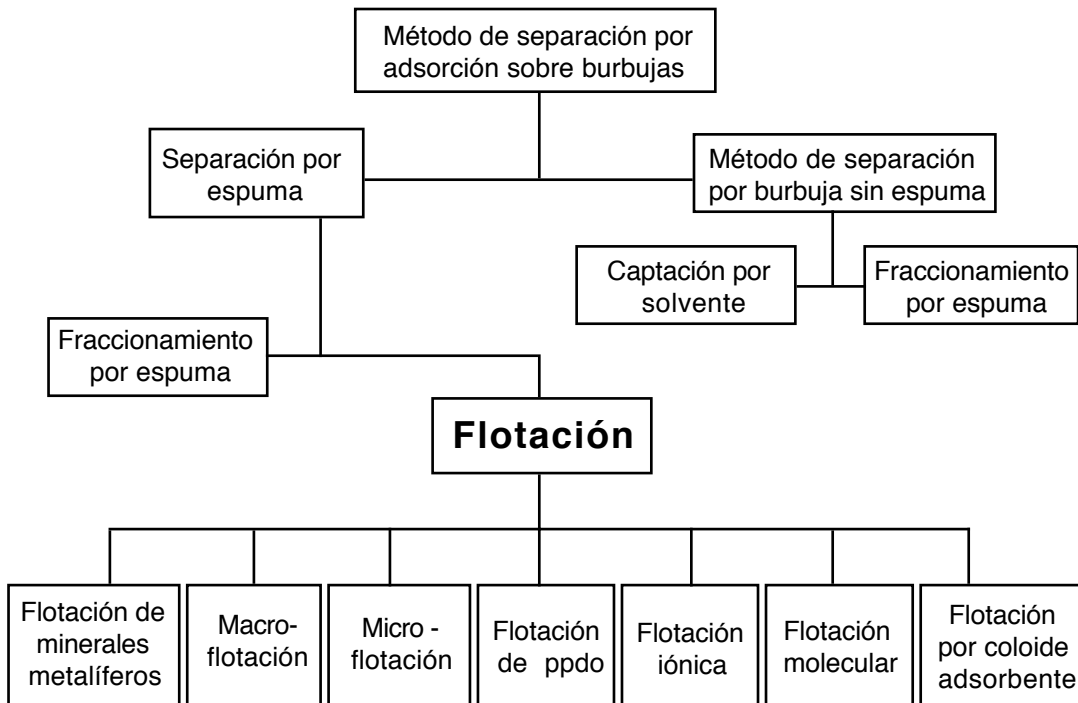 Método de separación por
adsorción sobre burbujas
Separación por
espuma
Método de separación
por burbuja sin espuma
Captación por
solvente
Fraccionamiento
por espuma
Fraccionamiento
por espuma
Flotación
Flotación de
minerales
metalíferos
Macro-
flotación
Micro -
flotación
Flotación
de ppdo
Flotación
iónica
Flotación
molecular
Flotación
por coloide
adsorbente